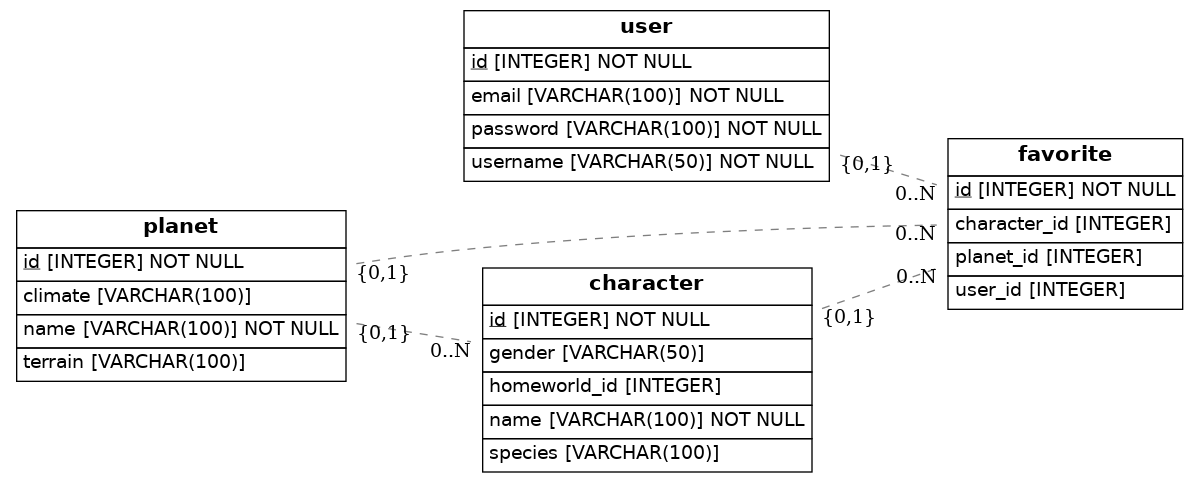 user
id [INTEGER] NOT NULL
email [VARCHAR(100)] NOT NULL
password [VARCHAR(100)] NOT NULL
username [VARCHAR(50)] NOT NULL
{0,1}
0..N
favorite
id [INTEGER] NOT NULL
character_id [INTEGER]
planet_id [INTEGER]
user_id [INTEGER]
planet
id [INTEGER] NOT NULL
climate [VARCHAR(100)]
name [VARCHAR(100)] NOT NULL
terrain [VARCHAR(100)]
{0,1}
0..N
{0,1}
0..N
character
id [INTEGER] NOT NULL
gender [VARCHAR(50)]
homeworld_id [INTEGER]
name [VARCHAR(100)] NOT NULL
species [VARCHAR(100)]
{0,1}
0..N